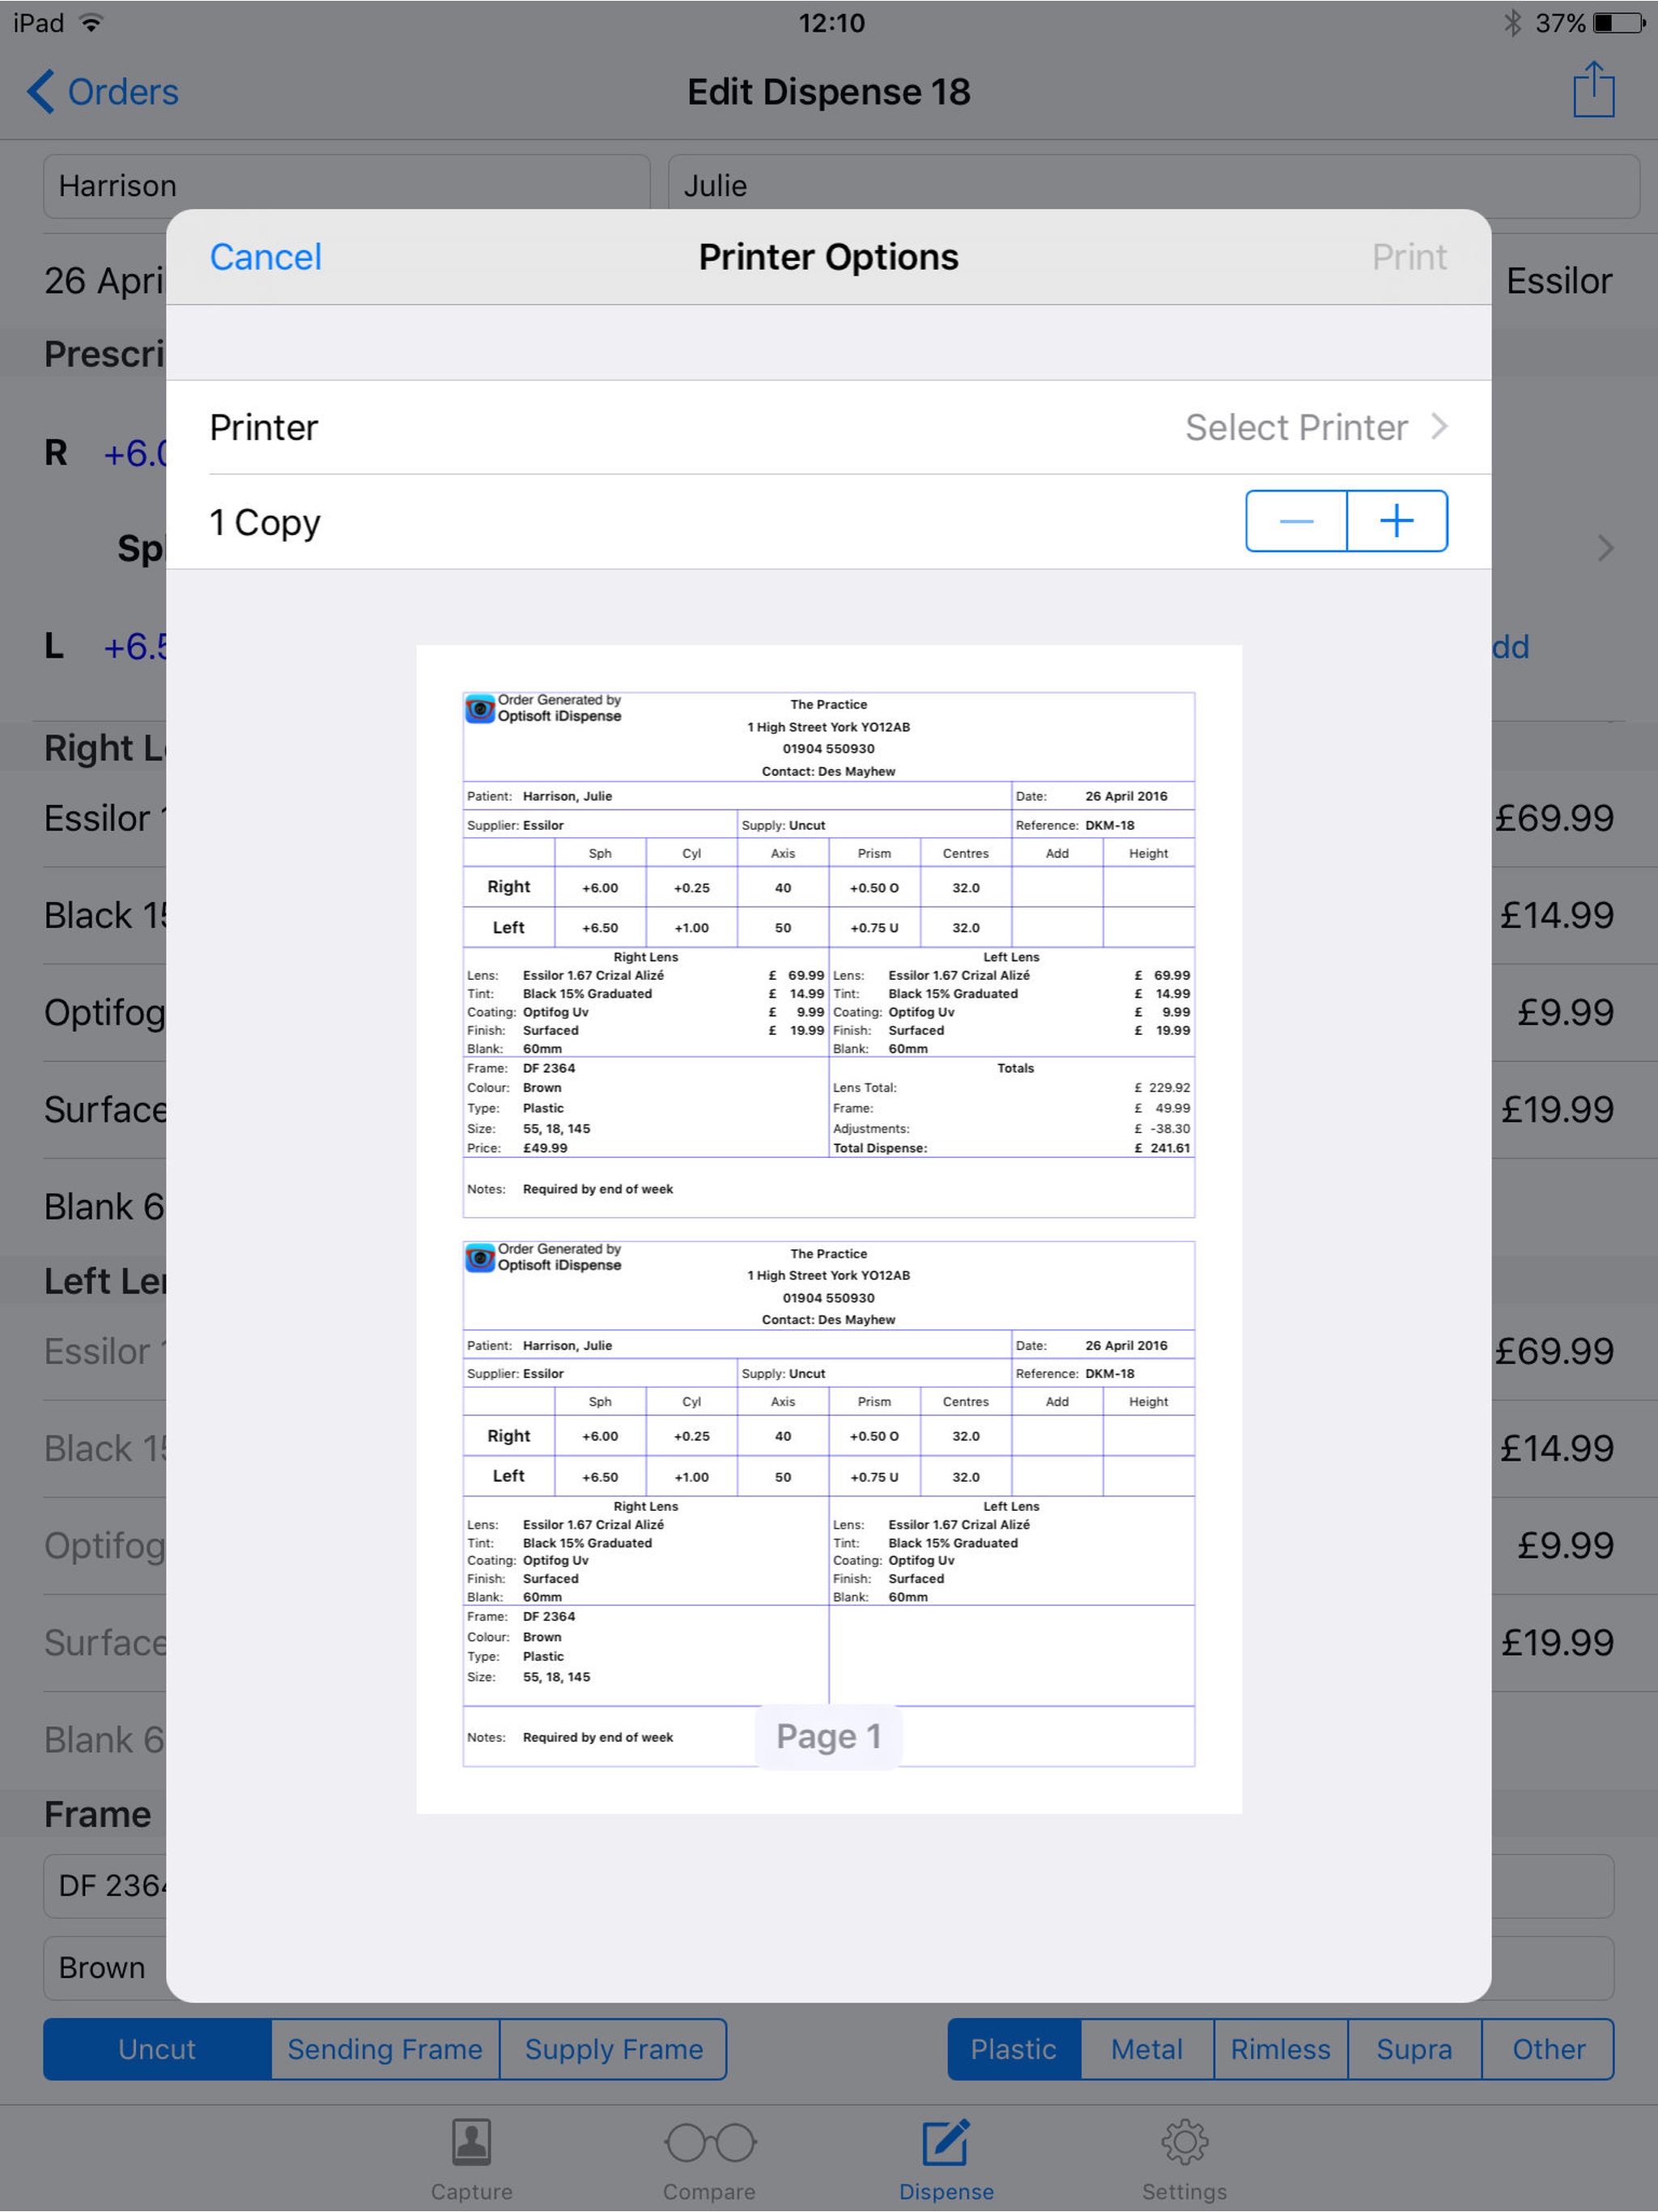 iPad 12:10 37%
Orders Edit Dispense 18
Harrison Julie
Cancel Printer Options Print
26 Apri Essilor
Prescri
Printer Select Printer
R +6.0
1 Copy
Sp
L +6.5 dd
Order Generated by
Optisoft iDispense
The Practice
1 High Street York YO12AB
01904 550930
Contact: Des Mayhew
Patient: Harrison, Julie Date: 26 April 2016
Supplier: Essilor Supply: Uncut Reference: DKM-18
Sph Cyl Axis Prism Centres Add Height
Right +6.00 +0.25 40 +0.50 O 32.0
Left +6.50 +1.00 50 +0.75 U 32.0
Right Lens Left Lens
Lens: Essilor 1.67 Crizal Alizé £ 69.99 Lens: Essilor 1.67 Crizal Alizé £ 69.99
Tint: Black 15% Graduated £ 14.99 Tint: Black 15% Graduated £ 14.99
Coating: Optifog Uv £ 9.99 Coating: Optifog Uv £ 9.99
Finish: Surfaced £ 19.99 Finish: Surfaced £ 19.99
Blank: 60mm Blank: 60mm
Frame: DF 2364 Totals
Colour: Brown Lens Total: £ 229.92
Type: Plastic Frame: £ 49.99
Size: 55, 18, 145 Adjustments: £ -38.30
Price: £49.99 Total Dispense: £ 241.61
Notes: Required by end of week
Order Generated by
Optisoft iDispense
The Practice
1 High Street York YO12AB
01904 550930
Contact: Des Mayhew
Patient: Harrison, Julie Date: 26 April 2016
Supplier: Essilor Supply: Uncut Reference: DKM-18
Sph Cyl Axis Prism Centres Add Height
Right +6.00 +0.25 40 +0.50 O 32.0
Left +6.50 +1.00 50 +0.75 U 32.0
Right Lens Left Lens
Lens: Essilor 1.67 Crizal Alizé Lens: Essilor 1.67 Crizal Alizé
Tint: Black 15% Graduated Tint: Black 15% Graduated
Coating: Optifog Uv Coating: Optifog Uv
Finish: Surfaced Finish: Surfaced
Blank: 60mm Blank: 60mm
Frame: DF 2364
Colour: Brown
Type: Plastic
Size: 55, 18, 145
Notes: Required by end of week
Page 1
Right L
Essilor £69.99
Black 15 £14.99
Optifog £9.99
Surface £19.99
Blank 6
Left Le
Essilor £69.99
Black 15 £14.99
Optifog £9.99
Surface £19.99
Blank 6
Frame
DF 2364
Brown
Uncut Sending Frame Supply Frame Plastic Metal Rimless Supra Other
Capture Compare Dispense Settings